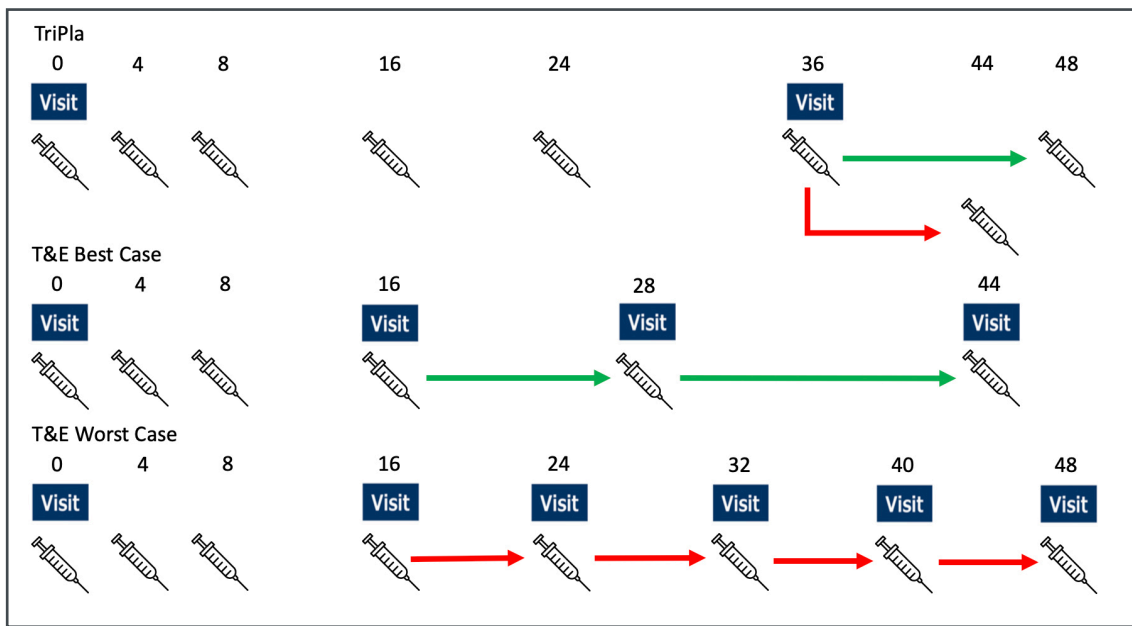 TriPla
0 4 8 16 24 36 44 48
Visit Visit
T&E Best Case
0 4 8 16 28 44
Visit Visit Visit Visit
T&E Worst Case
0 4 8 16 24 32 40 48
Visit Visit Visit Visit Visit Visit